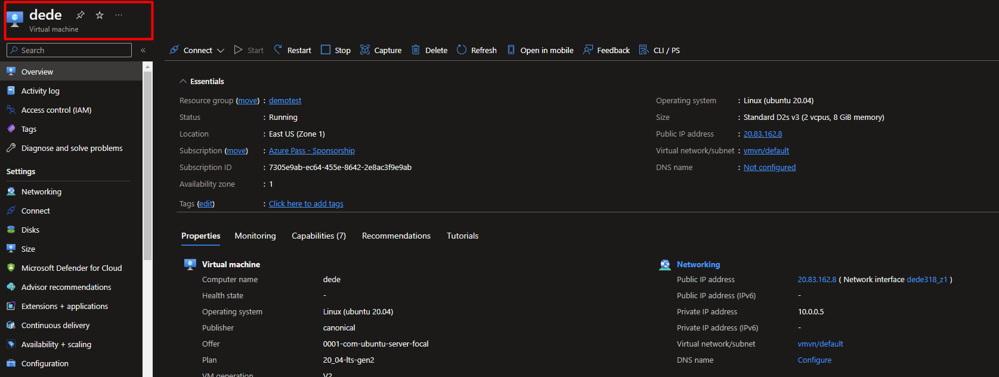 dede
Virtual machine
Search
Connect Start Restart Stop Capture Delete Refresh Open in mobile Feedback CLI / PS
Overview
Activity log
Access control (IAM)
Tags
Diagnose and solve problems
Settings
Networking
Connect
Disks
Size
Microsoft Defender for Cloud
Advisor recommendations
Extensions + applications
Continuous delivery
Availability + scaling
Configuration
Essentials
Resource group (move) : demotest
Status : Running
Location : East US (Zone 1)
Subscription (move) : Azure Pass - Sponsorship
Subscription ID : 7305e9ab-ec64-455e-8642-2e8ac3f9e9ab
Availability zone : 1
Tags (edit) : Click here to add tags
Operating system : Linux (ubuntu 20.04)
Size : Standard D2s v3 (2 vcpus, 8 GiB memory)
Public IP address : 20.83.162.8
Virtual network/subnet : vmvn/default
DNS name : Not configured
Properties Monitoring Capabilities (7) Recommendations Tutorials
Virtual machine
Computer name dede
Health state -
Operating system Linux (ubuntu 20.04)
Publisher canonical
Offer 0001-com-ubuntu-server-focal
Plan 20_04-lts-gen2
VM generation V2
Networking
Public IP address 20.83.162.8 ( Network interface dede318_z1 )
Public IP address (IPv6) -
Private IP address 10.0.0.5
Private IP address (IPv6) -
Virtual network/subnet vmvn/default
DNS name Configure